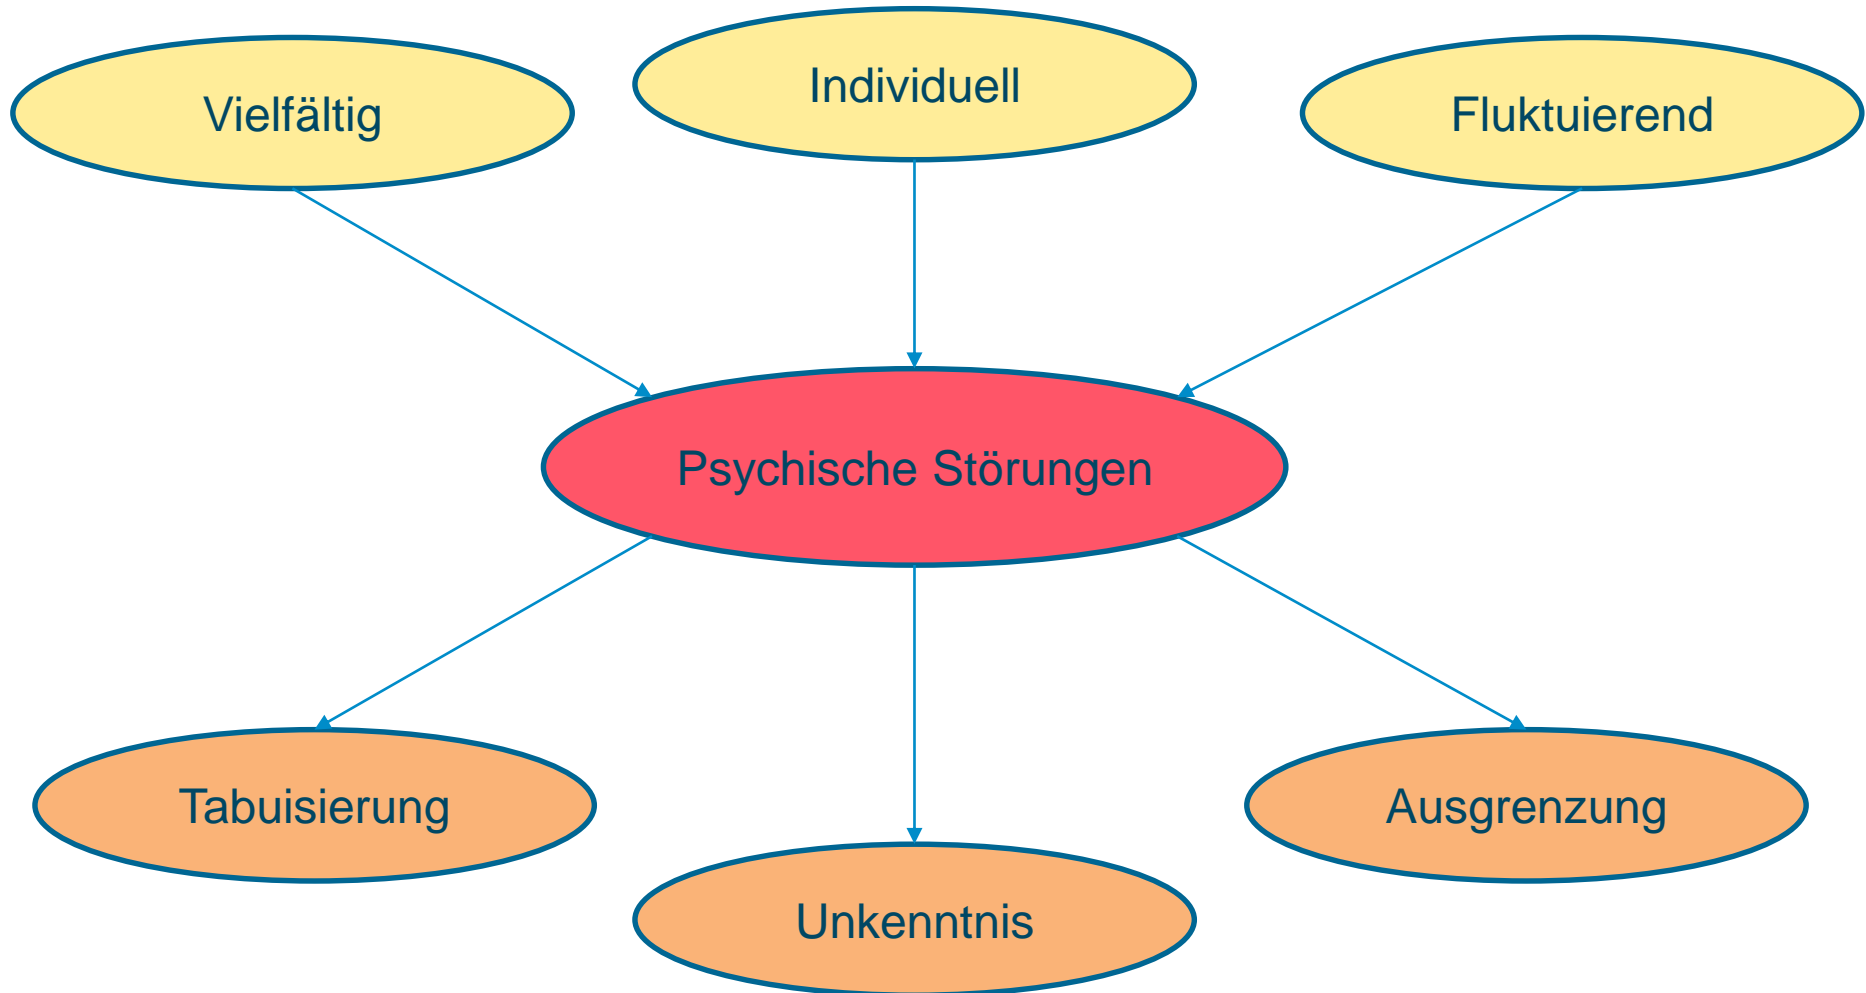 Vielfältig
Individuell
Fluktuierend
Psychische Störungen
Tabuisierung
Unkenntnis
Ausgrenzung